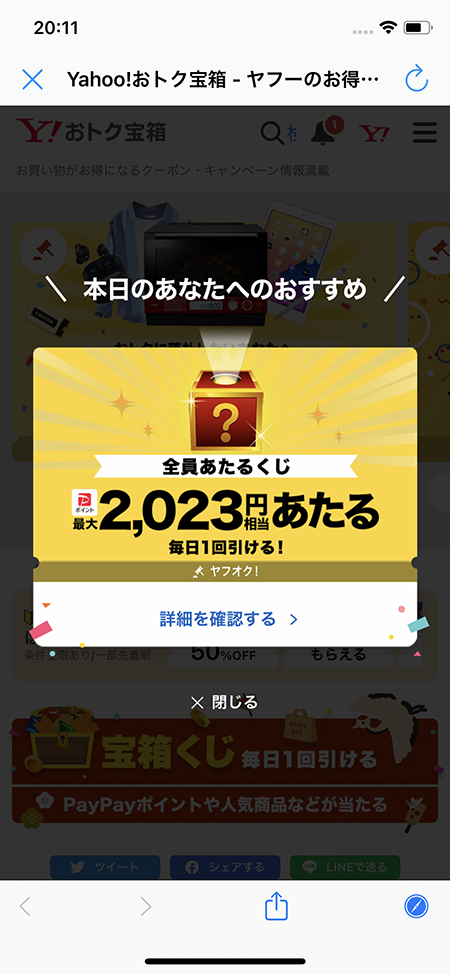 20:11
Yahoo!おトク宝箱 - ヤフーのお得…
Y!おトク宝箱
1
Y!
お買い物がお得になるクーポン・キャンペーン情報満載
本日のあなたへのおすすめ
?
全員あたるくじ
P
ポイント
最大2,023円相当あたる
毎日1回引ける!
ヤフオク!
詳細を確認する
条件上限あり/一部先着順
50%OFF
もらえる
× 閉じる
HAPPY BAG
宝箱くじ 毎日1回引ける
PayPayポイントや人気商品などが当たる
ツイート
シェアする
LINEで送る